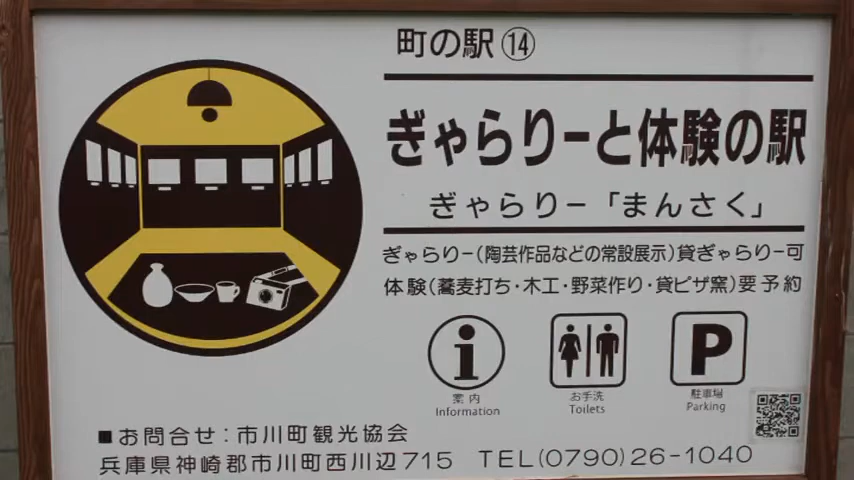 町の駅⑭
ぎゃらりーと体験の駅
ぎゃらりー「まんさく」
ぎゃらりー(陶芸作品などの常設展示)貸ぎゃらりー可
体験(蕎麦打ち・木工・野菜作り・貸ピザ窯)要予約
案内 お手洗 駐車場
Information Toilets Parking
P
■お問合せ:市川町観光協会
兵庫県神崎郡市川町西川辺715 TEL(0790)26-1040